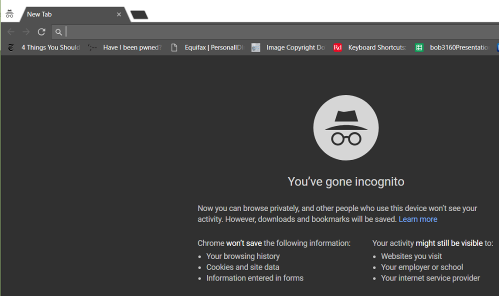 New Tab
4 Things You Should Have I been pwned? Equifax | PersonalID Image Copyright Do Keyboard Shortcuts bob3160Presentation
You've gone incognito
Now you can browse privately, and other people who use this device won't see your
activity. However, downloads and bookmarks will be saved. Learn more
Chrome won't save the following information:
• Your browsing history
• Cookies and site data
• Information entered in forms
Your activity might still be visible to:
• Websites you visit
• Your employer or school
• Your internet service provider